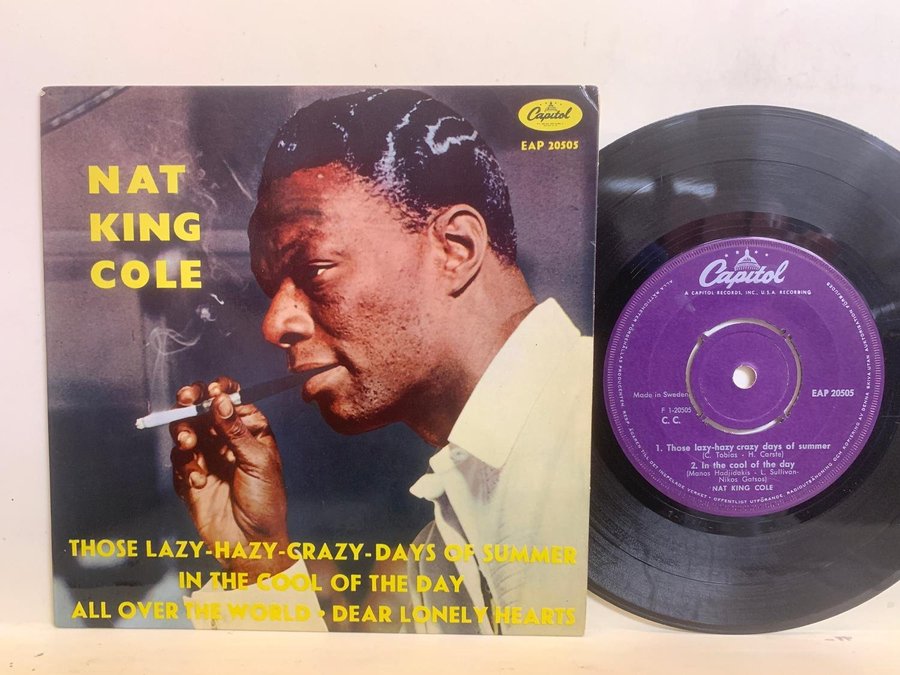 Capitol
EAP 20505
NAT
KING
COLE
THOSE LAZY-HAZY-CRAZY-DAYS OF SUMMER
IN THE COOL OF THE DAY
ALL OVER THE WORLD • DEAR LONELY HEARTS
Capitol
A CAPITOL RECORDS, INC., U.S.A. RECORDING
Made in Sweden
EAP 20505
F 1-20505
C. C.
1. Those lazy-hazy crazy days of summer
(C. Tobias - H. Carste)
2. In the cool of the day
(Manos Hadjidakis - L. Sullivan-
Nikos Gatsos)
NAT KING COLE